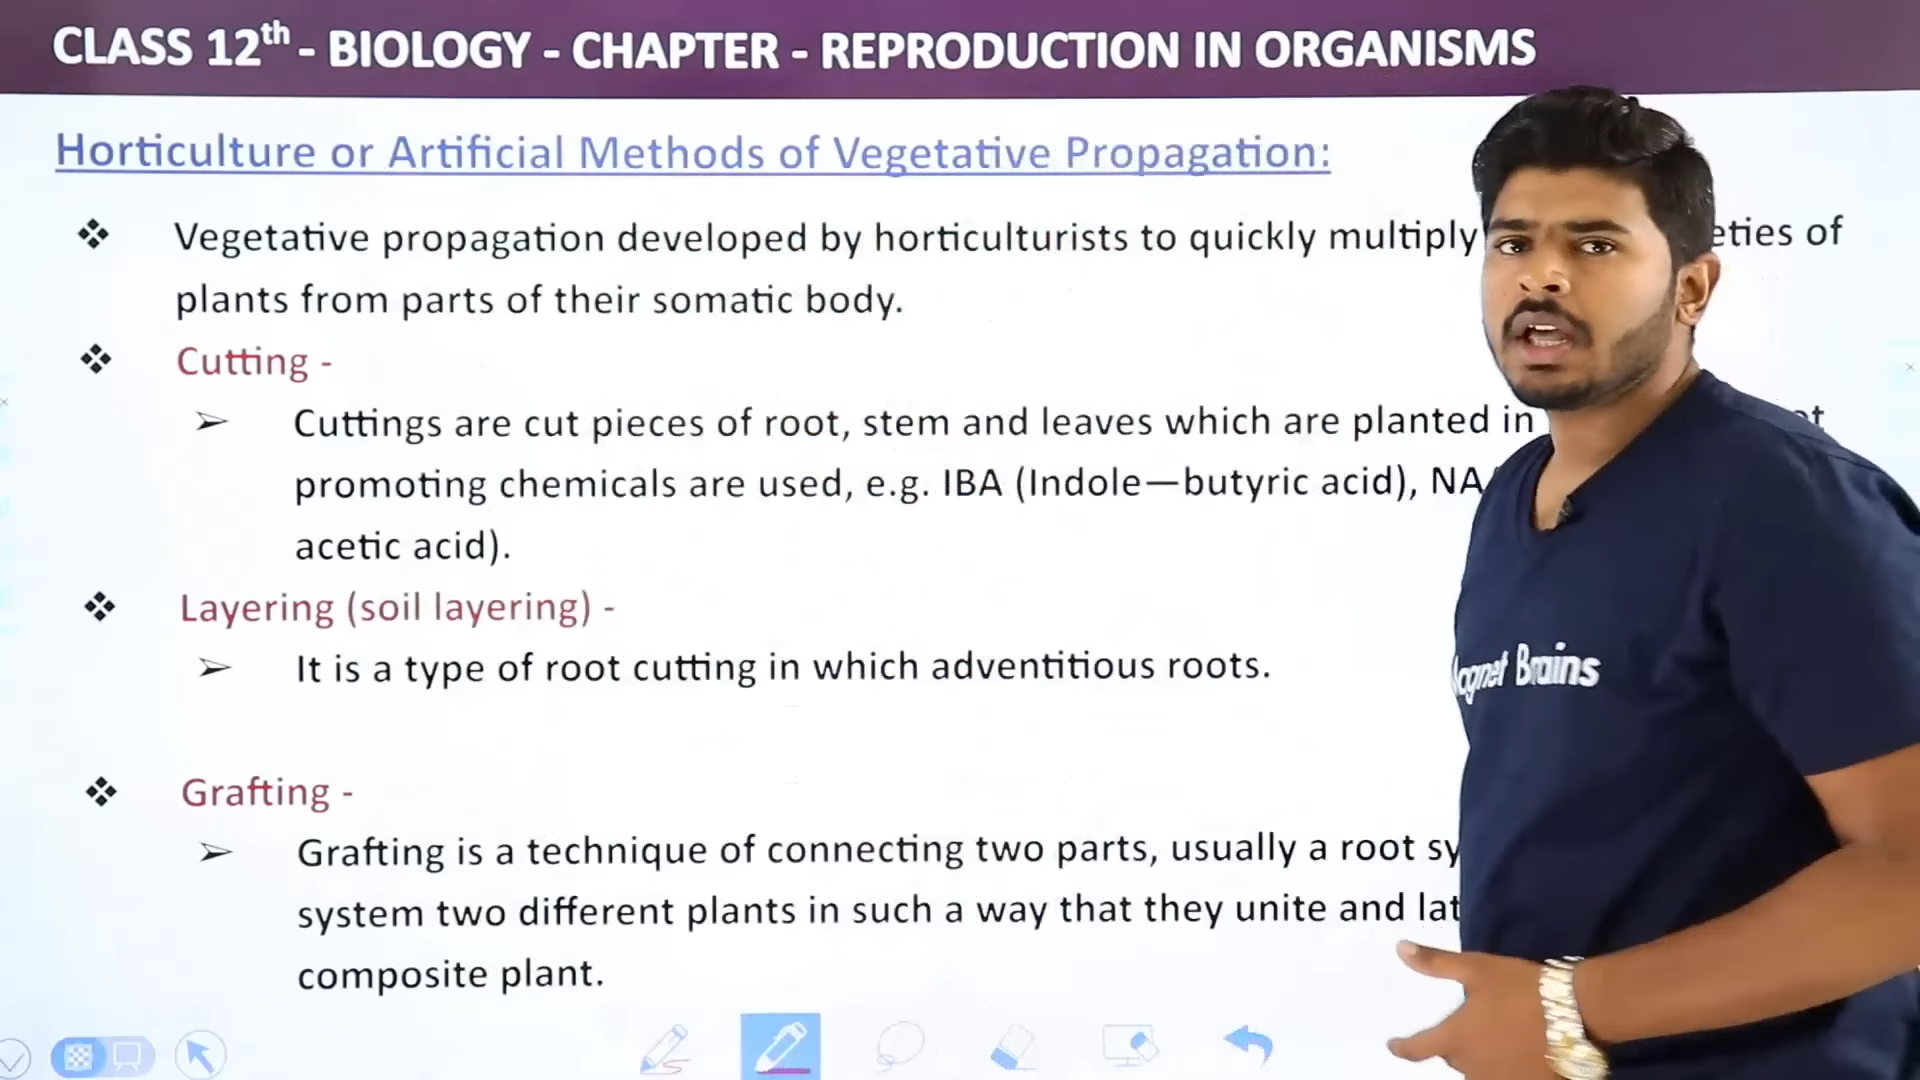 CLASS 12th - BIOLOGY - CHAPTER - REPRODUCTION IN ORGANISMS
Horticulture or Artificial Methods of Vegetative Propagation:
Vegetative propagation developed by horticulturists to quickly multiply
plants from parts of their somatic body.
Cutting -
Cuttings are cut pieces of root, stem and leaves which are planted in
promoting chemicals are used, e.g. IBA (Indole—butyric acid),
acetic acid).
Layering (soil layering) -
It is a type of root cutting in which adventitious roots.
Grafting -
Grafting is a technique of connecting two parts, usually a root
system two different plants in such a way that they unite and
composite plant.
of
Brains